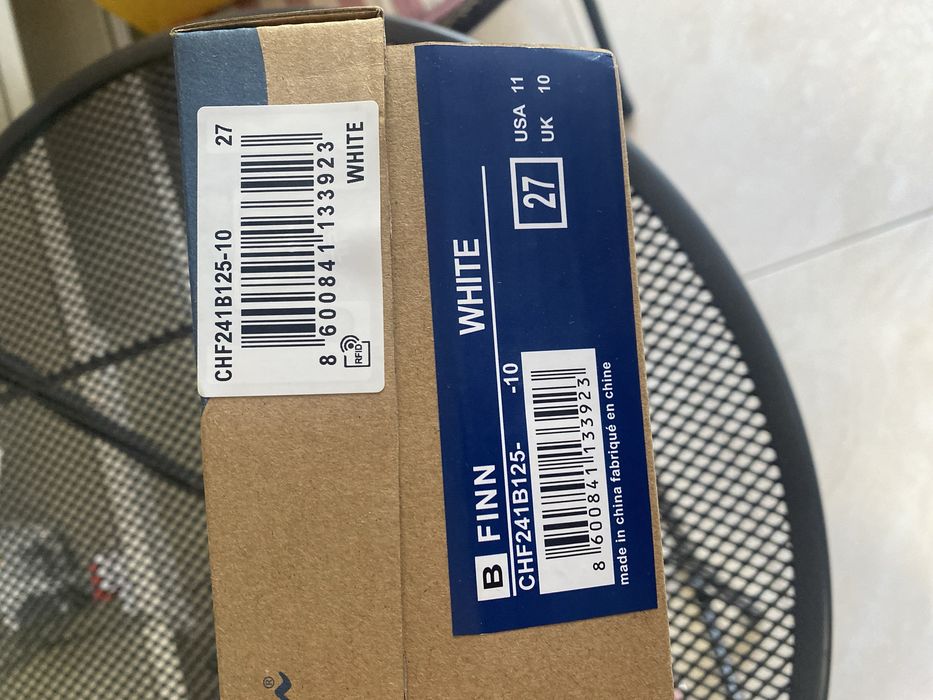 CHF241B125-10 27
8 600841 133923
RFID
WHITE
B FINN WHITE
CHF241B125- -10
27
USA 11
UK 10
8 600841 133923
made in china fabriqué en chine
®